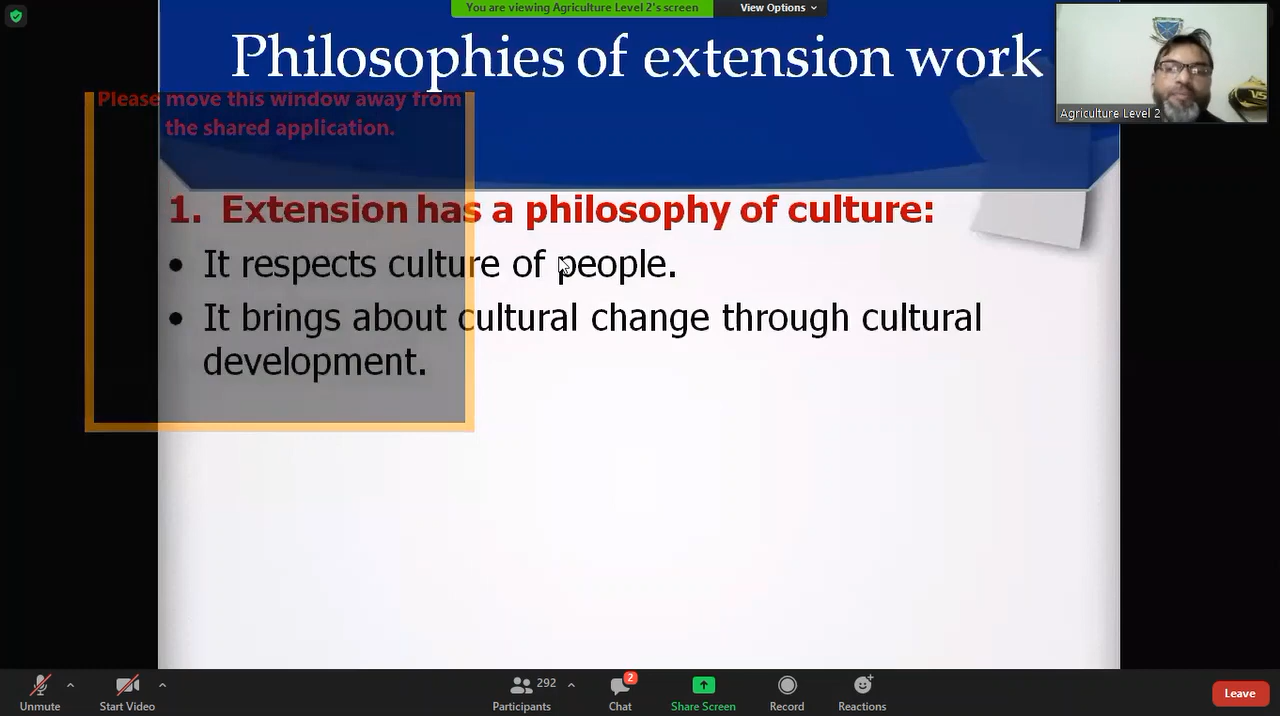 You are viewing Agriculture Level 2's screen
View Options
Philosophies of extension work
Please move this window away from
the shared application.
Agriculture Level 2
1. Extension has a philosophy of culture:
• It respects culture of people.
• It brings about cultural change through cultural
development.
Unmute
Start Video
292
Participants
2
Chat
Share Screen
Record
Reactions
Leave